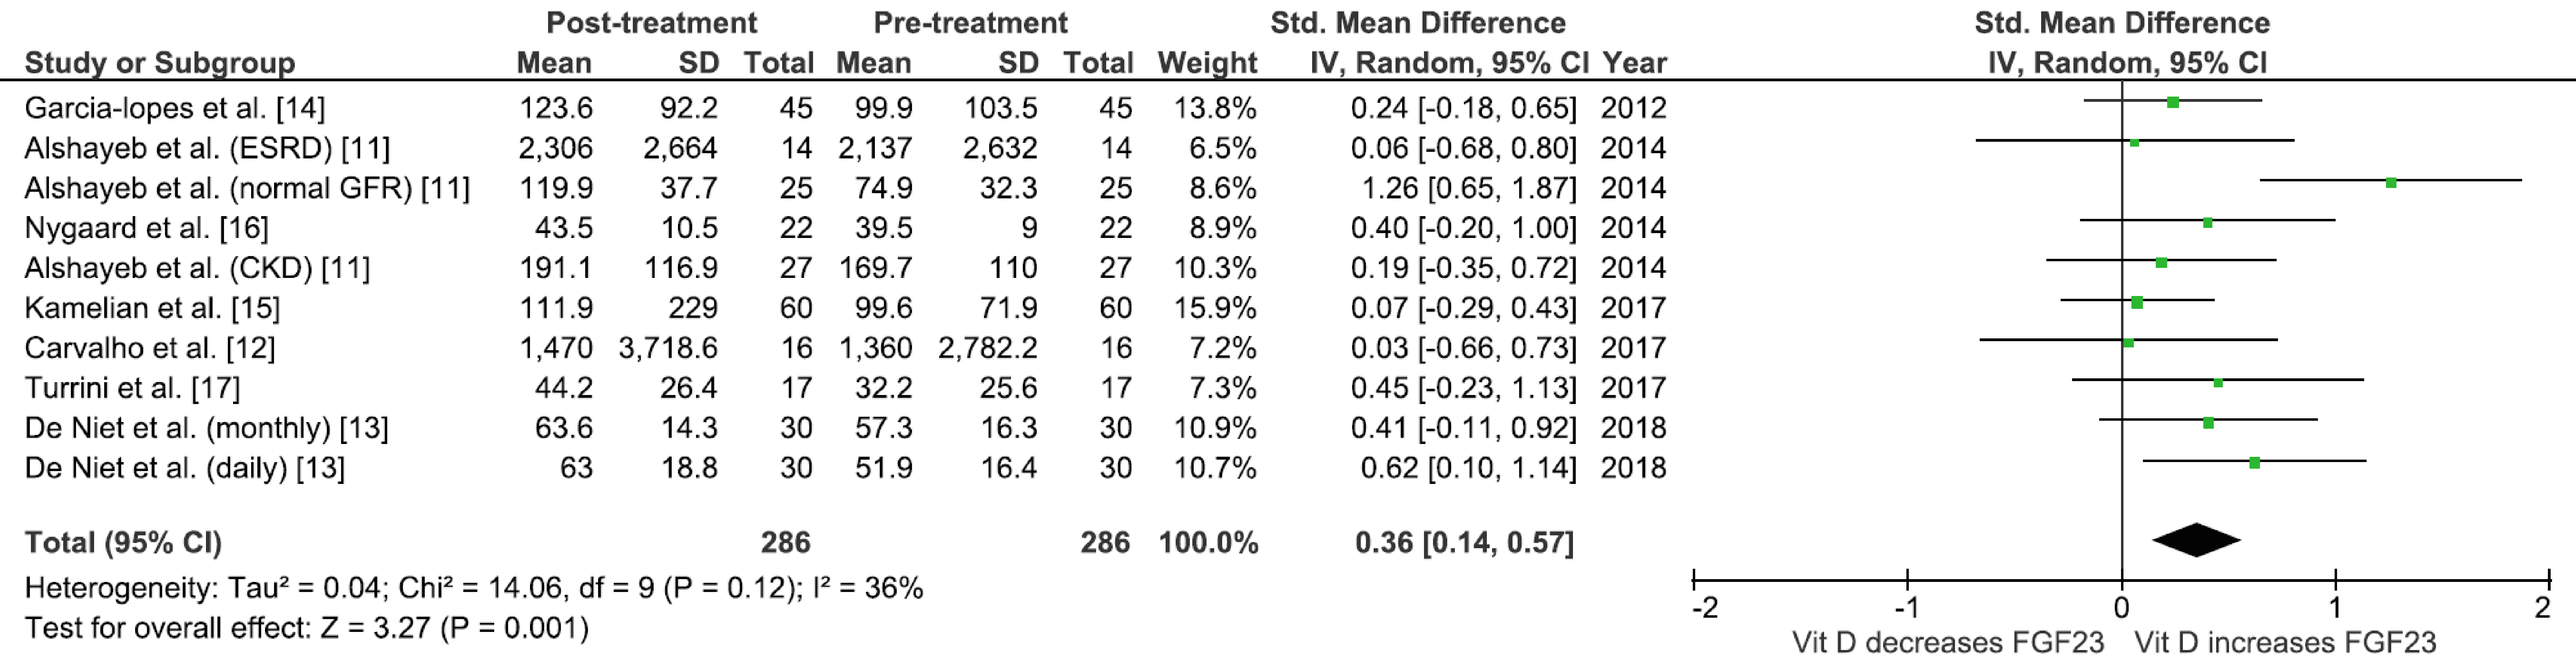 Post-treatment Pre-treatment Std. Mean Difference Std. Mean Difference
Study or Subgroup Mean SD Total Mean SD Total Weight IV, Random, 95% CI Year IV, Random, 95% CI
Garcia-lopes et al. [14] 123.6 92.2 45 99.9 103.5 45 13.8% 0.24 [-0.18, 0.65] 2012
Alshayeb et al. (ESRD) [11] 2,306 2,664 14 2,137 2,632 14 6.5% 0.06 [-0.68, 0.80] 2014
Alshayeb et al. (normal GFR) [11] 119.9 37.7 25 74.9 32.3 25 8.6% 1.26 [0.65, 1.87] 2014
Nygaard et al. [16] 43.5 10.5 22 39.5 9 22 8.9% 0.40 [-0.20, 1.00] 2014
Alshayeb et al. (CKD) [11] 191.1 116.9 27 169.7 110 27 10.3% 0.19 [-0.35, 0.72] 2014
Kamelian et al. [15] 111.9 229 60 99.6 71.9 60 15.9% 0.07 [-0.29, 0.43] 2017
Carvalho et al. [12] 1,470 3,718.6 16 1,360 2,782.2 16 7.2% 0.03 [-0.66, 0.73] 2017
Turrini et al. [17] 44.2 26.4 17 32.2 25.6 17 7.3% 0.45 [-0.23, 1.13] 2017
De Niet et al. (monthly) [13] 63.6 14.3 30 57.3 16.3 30 10.9% 0.41 [-0.11, 0.92] 2018
De Niet et al. (daily) [13] 63 18.8 30 51.9 16.4 30 10.7% 0.62 [0.10, 1.14] 2018
Total (95% CI) 286 286 100.0% 0.36 [0.14, 0.57]
Heterogeneity: Tau² = 0.04; Chi² = 14.06, df = 9 (P = 0.12); I² = 36%
Test for overall effect: Z = 3.27 (P = 0.001)
-2 -1 0 1 2
Vit D decreases FGF23 Vit D increases FGF23